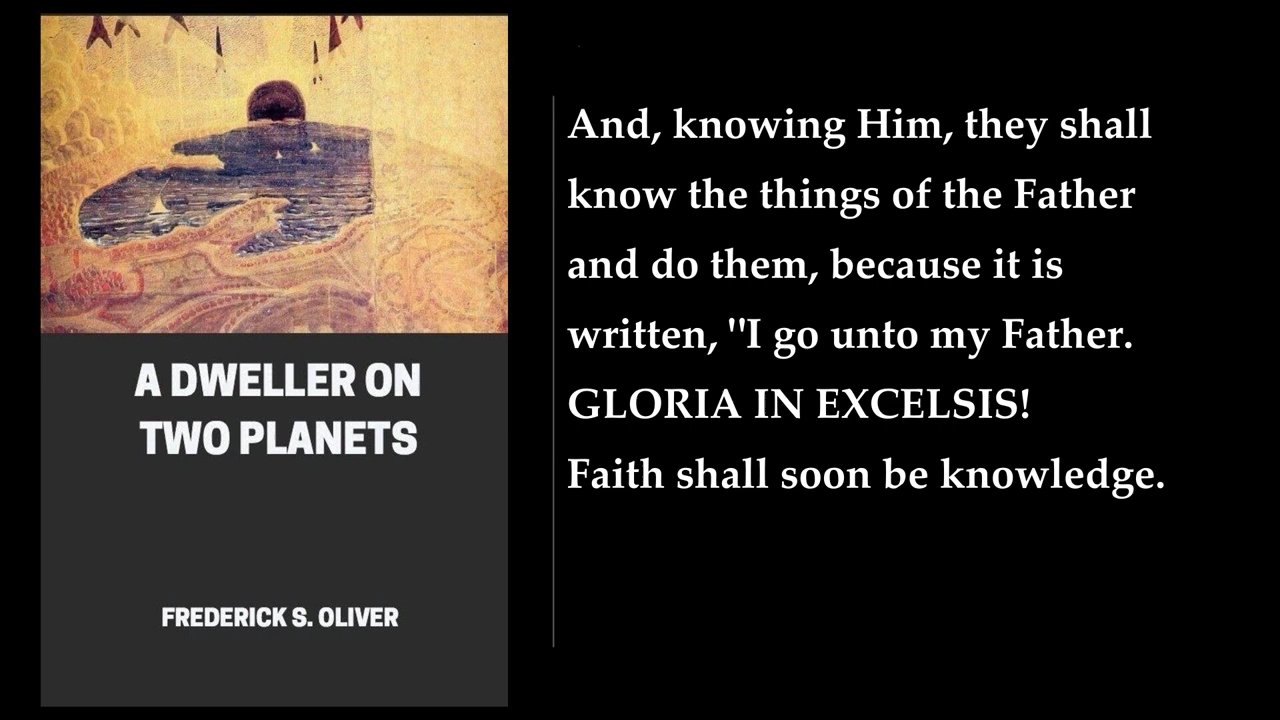 A DWELLER ON
TWO PLANETS
FREDERICK S. OLIVER
And, knowing Him, they shall
know the things of the Father
and do them, because it is
written, "I go unto my Father.
GLORIA IN EXCELSIS!
Faith shall soon be knowledge.